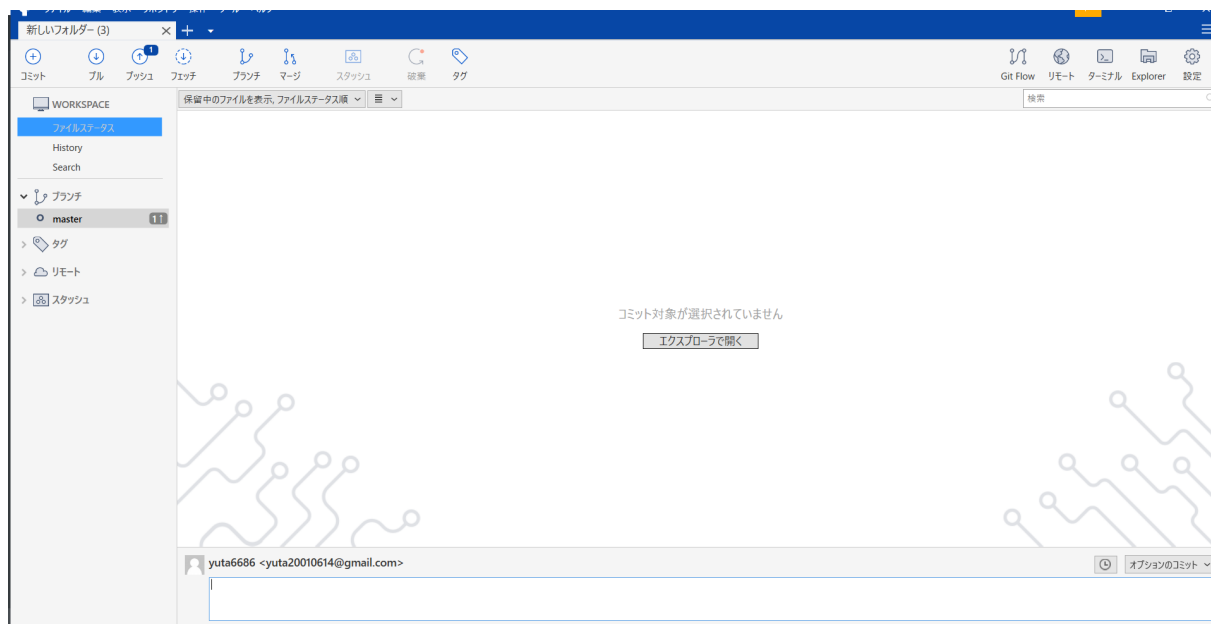 新しいフォルダー (3)
1
コミット プル プッシュ フェッチ ブランチ マージ スタッシュ 破棄 タグ Git Flow リモート ターミナル Explorer 設定
WORKSPACE
保留中のファイルを表示, ファイルステータス順
検索
ファイルステータス
History
Search
ブランチ
master 1↑
タグ
リモート
スタッシュ
コミット対象が選択されていません
エクスプローラで開く
yuta6686 <yuta20010614@gmail.com>
オプションのコミット